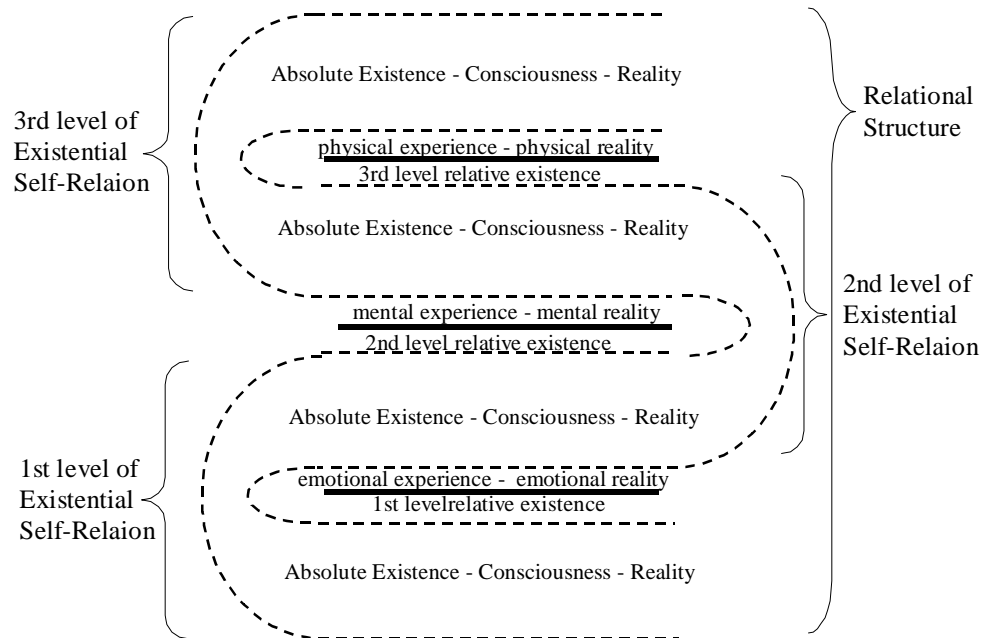 Absolute Existence - Consciousness - Reality
Relational
Structure
3rd level of
Existential
Self-Relaion
physical experience - physical reality
3rd level relative existence
Absolute Existence - Consciousness - Reality
2nd level of
Existential
Self-Relaion
mental experience - mental reality
2nd level relative existence
Absolute Existence - Consciousness - Reality
1st level of
Existential
Self-Relaion
emotional experience - emotional reality
1st levelrelative existence
Absolute Existence - Consciousness - Reality